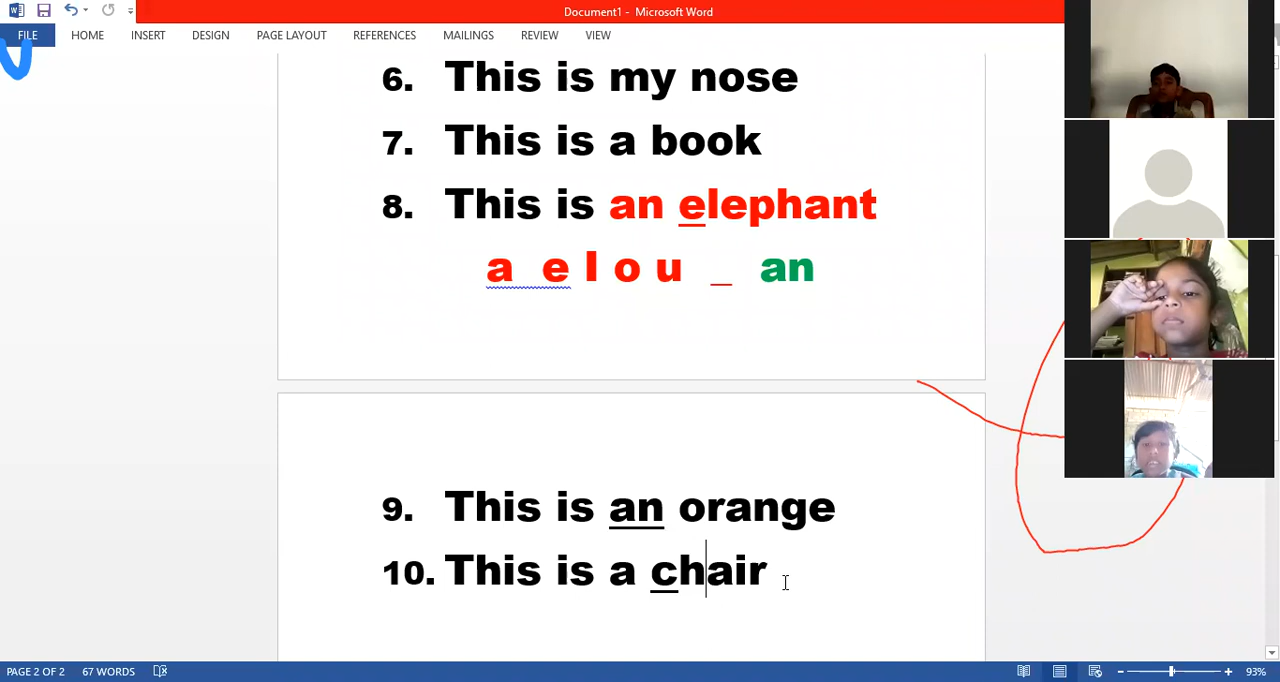 Document1 - Microsoft Word
FILE HOME INSERT DESIGN PAGE LAYOUT REFERENCES MAILINGS REVIEW VIEW
6. This is my nose
7. This is a book
8. This is an elephant
a e I o u _ an
9. This is an orange
10. This is a chair
PAGE 2 OF 2 67 WORDS 93%